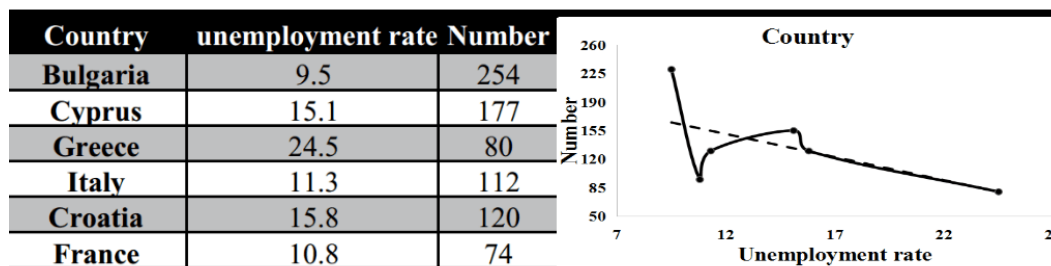 Country unemployment rate Number
Bulgaria 9.5 254
Cyprus 15.1 177
Greece 24.5 80
Italy 11.3 112
Croatia 15.8 120
France 10.8 74
Country
Number
260
225
190
155
120
85
50
7 12 17 22 2
Unemployment rate